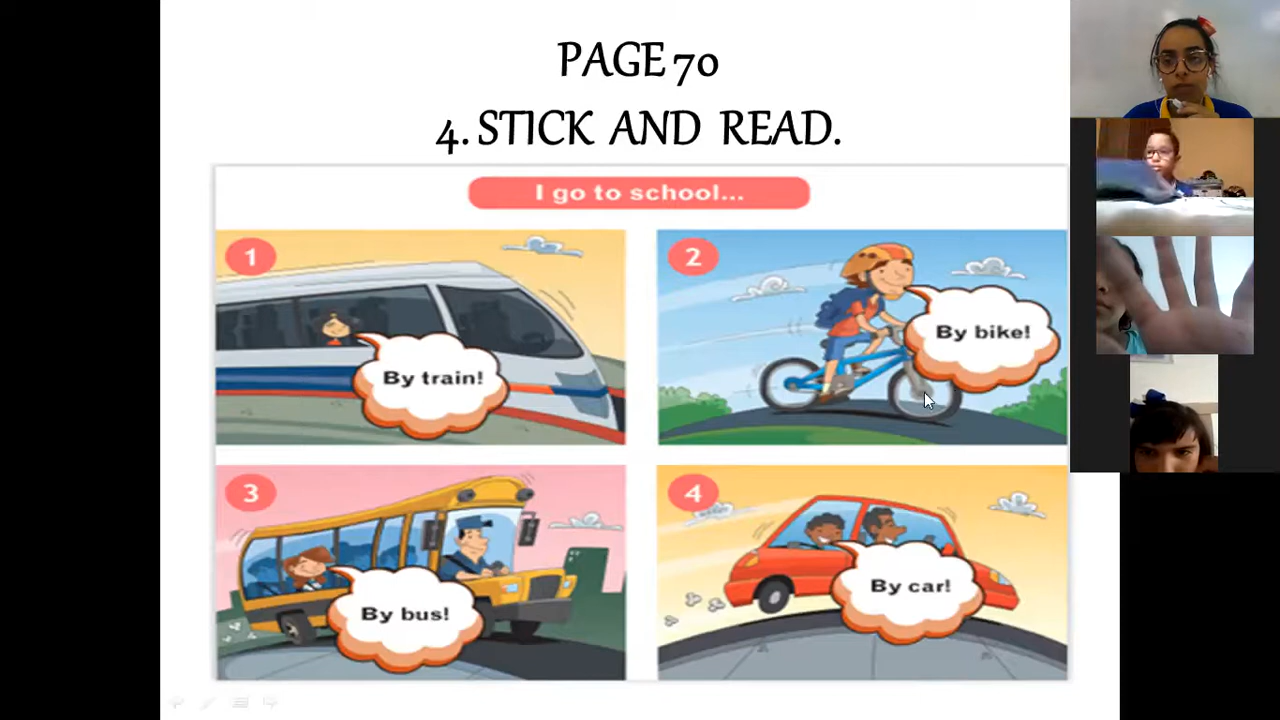 PAGE 70
4. STICK AND READ.
I go to school...
1
By train!
2
By bike!
3
By bus!
4
By car!